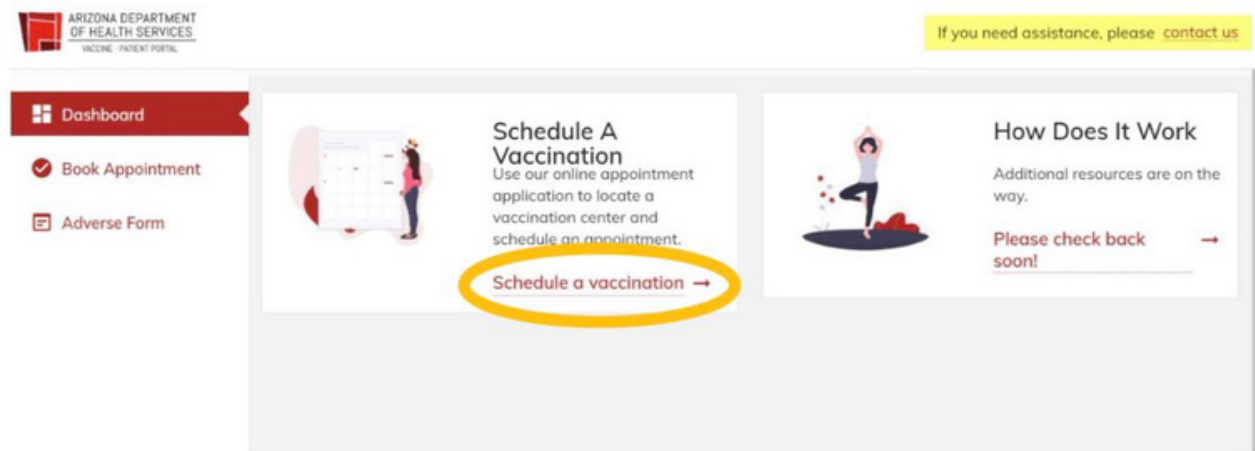 ARIZONA DEPARTMENT
OF HEALTH SERVICES
VACCINE - PATIENT PORTAL
If you need assistance, please contact us
Dashboard
Book Appointment
Adverse Form
Schedule A
Vaccination
Use our online appointment
application to locate a
vaccination center and
schedule an appointment.
Schedule a vaccination →
How Does It Work
Additional resources are on the
way.
Please check back →
soon!